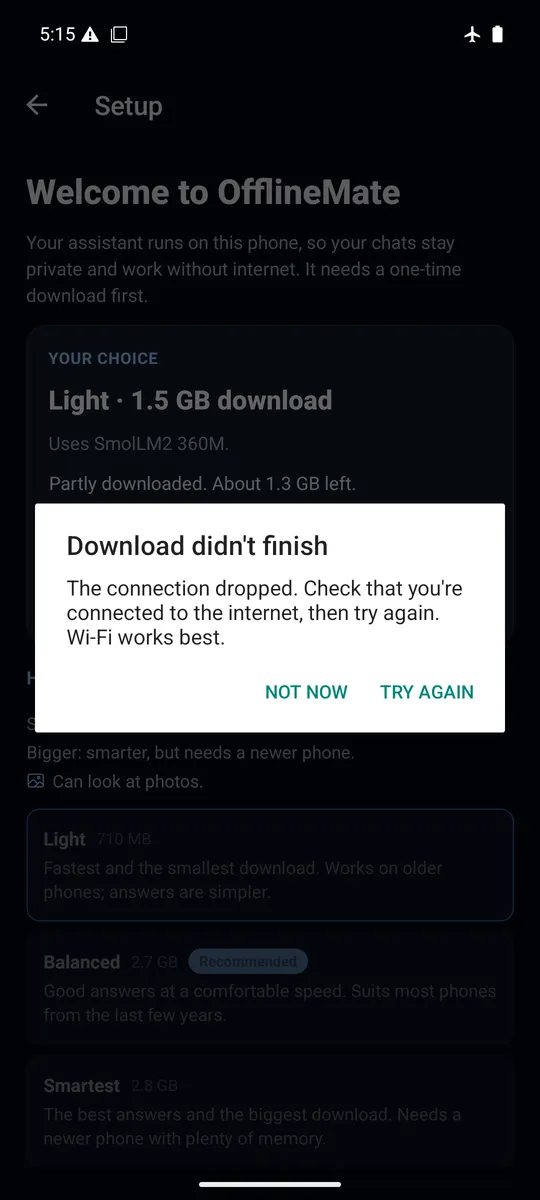 5:15
Setup
Welcome to OfflineMate
Your assistant runs on this phone, so your chats stay
private and work without internet. It needs a one-time
download first.
YOUR CHOICE
Light · 1.5 GB download
Uses SmolLM2 360M.
Partly downloaded. About 1.3 GB left.
Download didn't finish
The connection dropped. Check that you're
connected to the internet, then try again.
Wi-Fi works best.
NOT NOW
TRY AGAIN
Bigger: smarter, but needs a newer phone.
Can look at photos.
Light 710 MB
Fastest and the smallest download. Works on older
phones; answers are simpler.
Balanced 2.7 GB Recommended
Good answers at a comfortable speed. Suits most phones
from the last few years.
Smartest 2.8 GB
The best answers and the biggest download. Needs a
newer phone with plenty of memory.